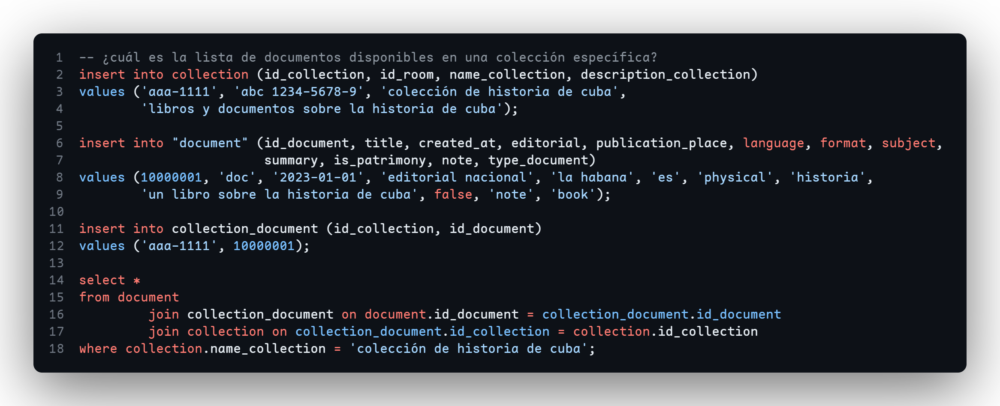 1 -- ¿cuál es la lista de documentos disponibles en una colección específica?
2 insert into collection (id_collection, id_room, name_collection, description_collection)
3 values ('aaa-1111', 'abc 1234-5678-9', 'colección de historia de cuba',
4         'libros y documentos sobre la historia de cuba');
5
6 insert into "document" (id_document, title, created_at, editorial, publication_place, language, format, subject,
7                         summary, is_patrimony, note, type_document)
8 values (10000001, 'doc', '2023-01-01', 'editorial nacional', 'la habana', 'es', 'physical', 'historia',
9         'un libro sobre la historia de cuba', false, 'note', 'book');
10
11 insert into collection_document (id_collection, id_document)
12 values ('aaa-1111', 10000001);
13
14 select *
15 from document
16          join collection_document on document.id_document = collection_document.id_document
17          join collection on collection_document.id_collection = collection.id_collection
18 where collection.name_collection = 'colección de historia de cuba';